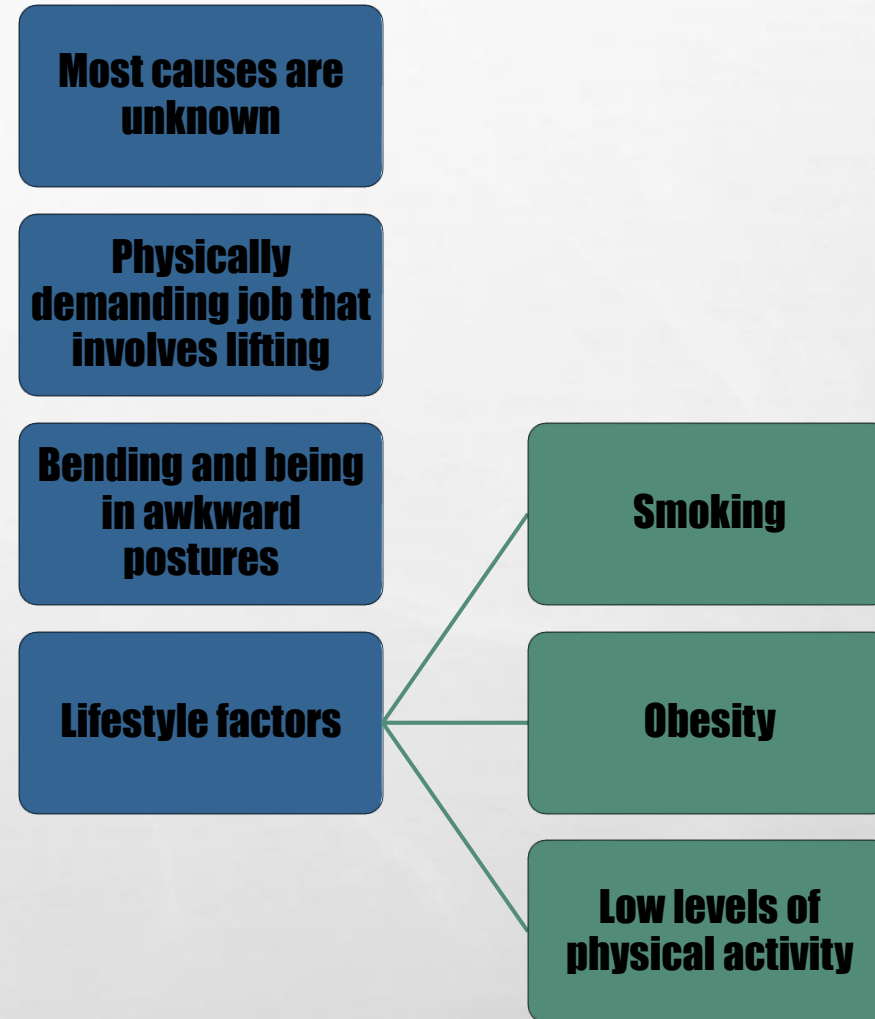 Most causes are
unknown
Physically
demanding job that
involves lifting
Bending and being
in awkward
postures
Lifestyle factors
Smoking
Obesity
Low levels of
physical activity